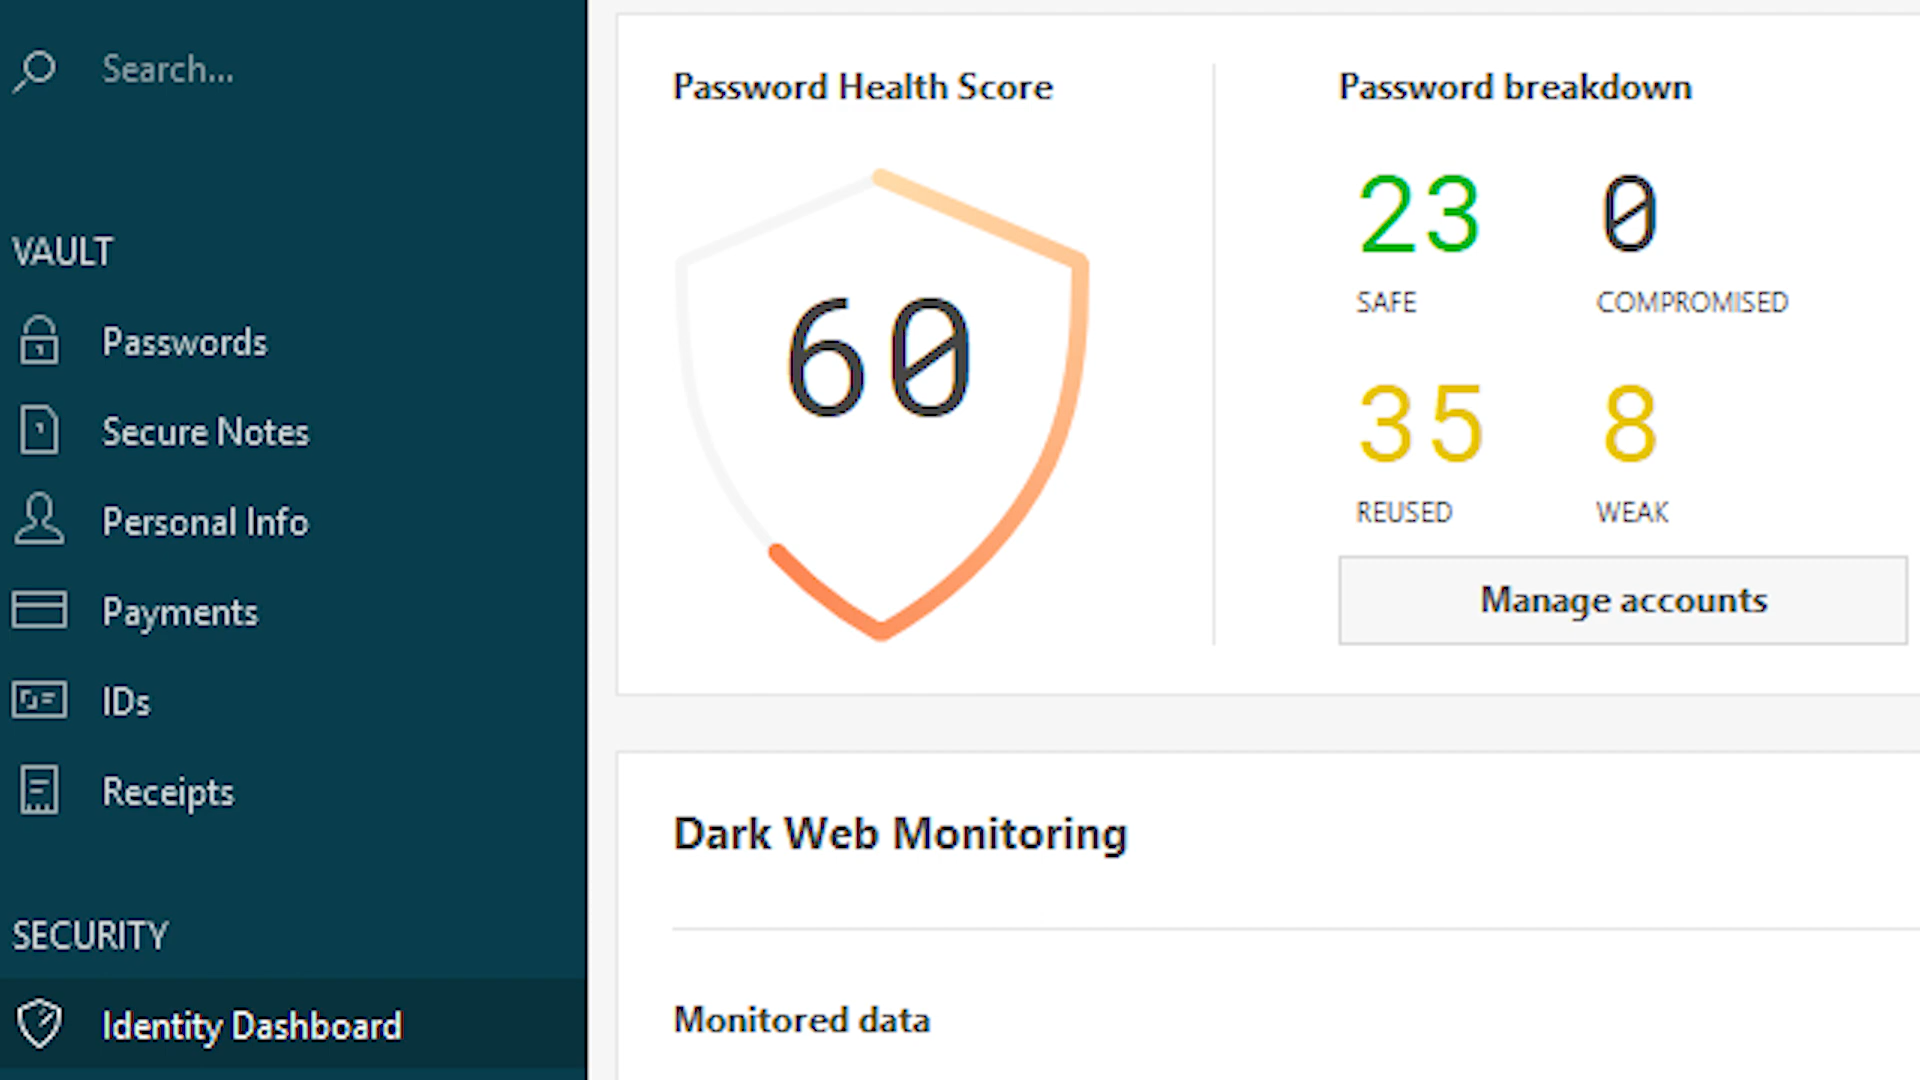 Search...
VAULT
Passwords
Secure Notes
Personal Info
Payments
IDs
Receipts
SECURITY
Identity Dashboard
Password Health Score
60
Password breakdown
23 0
SAFE COMPROMISED
35 8
REUSED WEAK
Manage accounts
Dark Web Monitoring
Monitored data